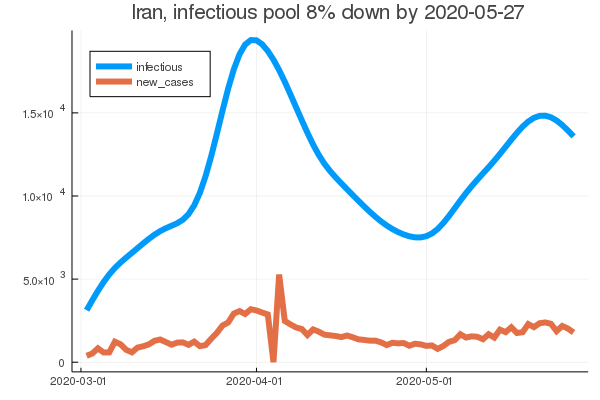 Iran, infectious pool 8% down by 2020-05-27
infectious
new_cases
1.5×10 4
1.0×10 4
5.0×10 3
0
2020-03-01 2020-04-01 2020-05-01